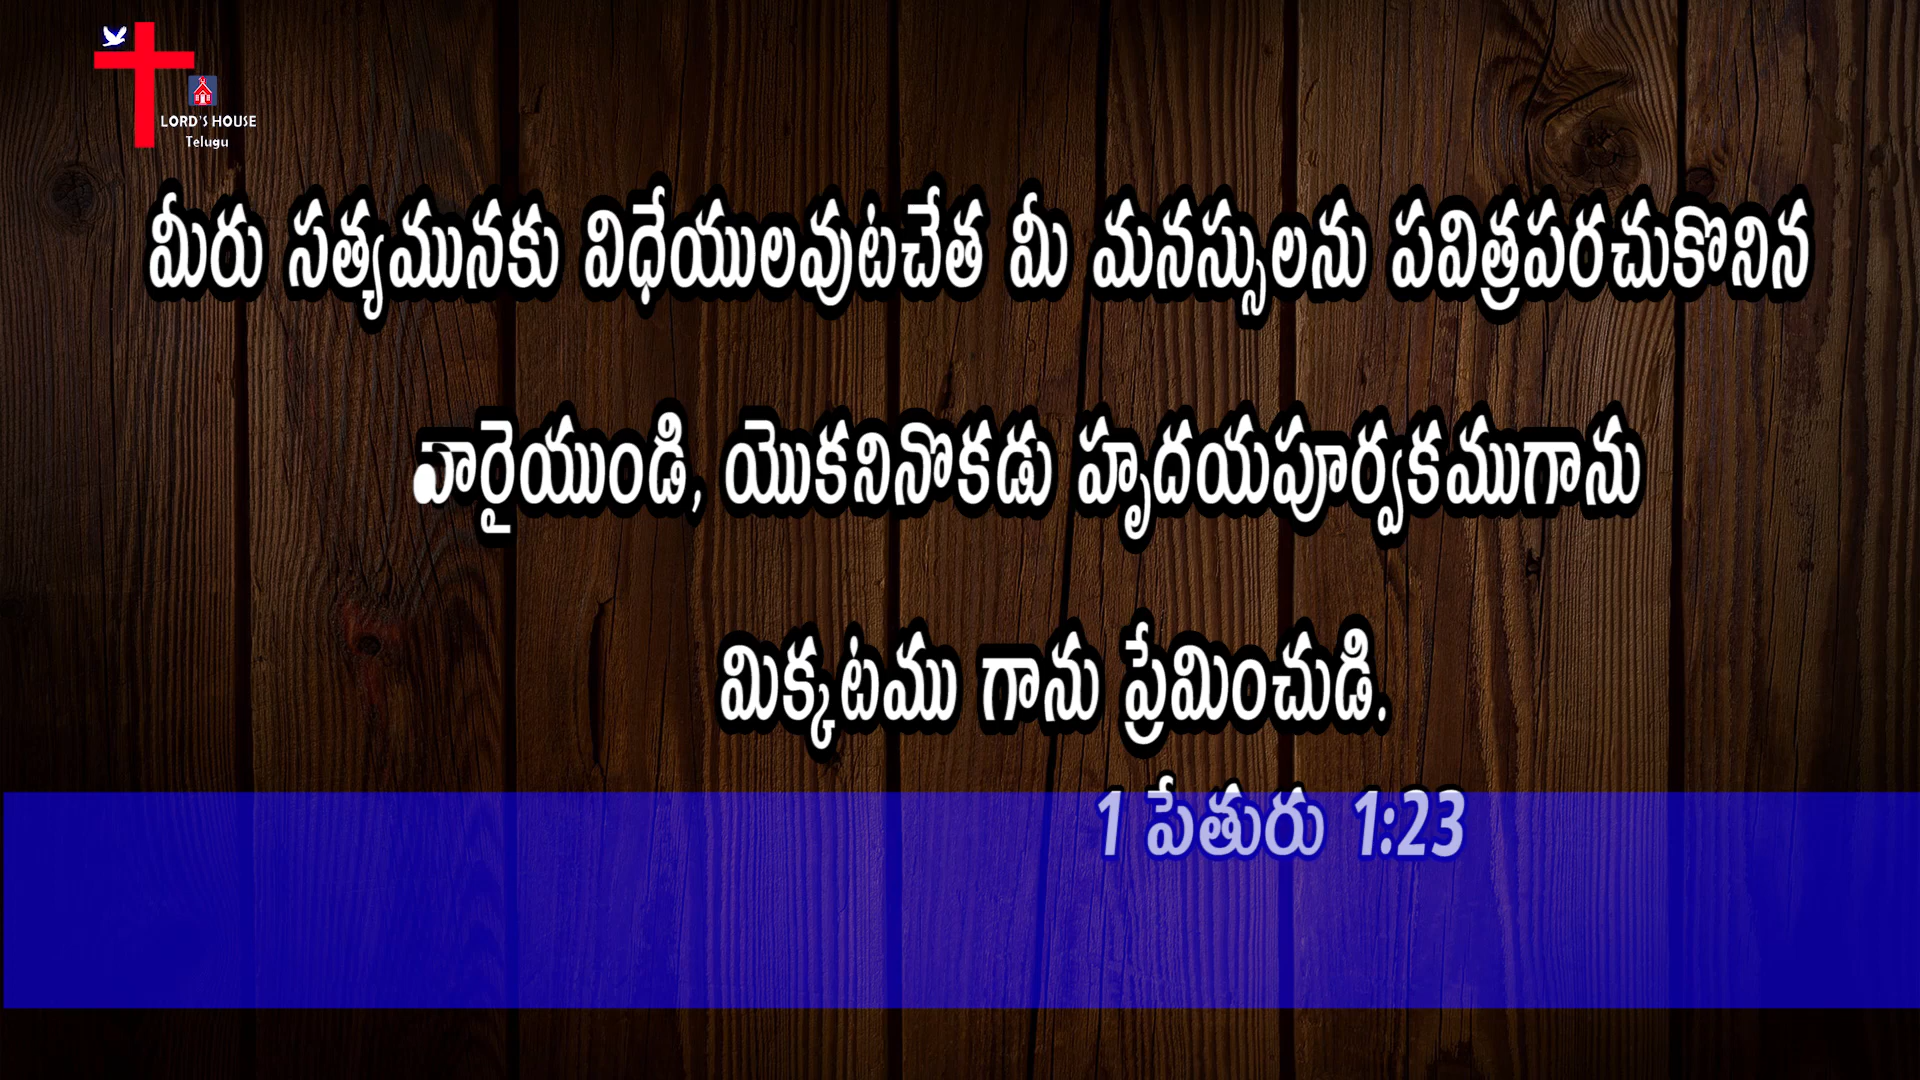 LORD'S HOUSE
Telugu
మీరు సత్యమునకు విధేయులవుటచేత మీ మనస్సులను పవిత్రపరచుకొనిన
వారైయుండి, యొకనినొకడు హృదయపూర్వకముగాను
మిక్కటము గాను ప్రేమించుడి.
1 పేతురు 1:23